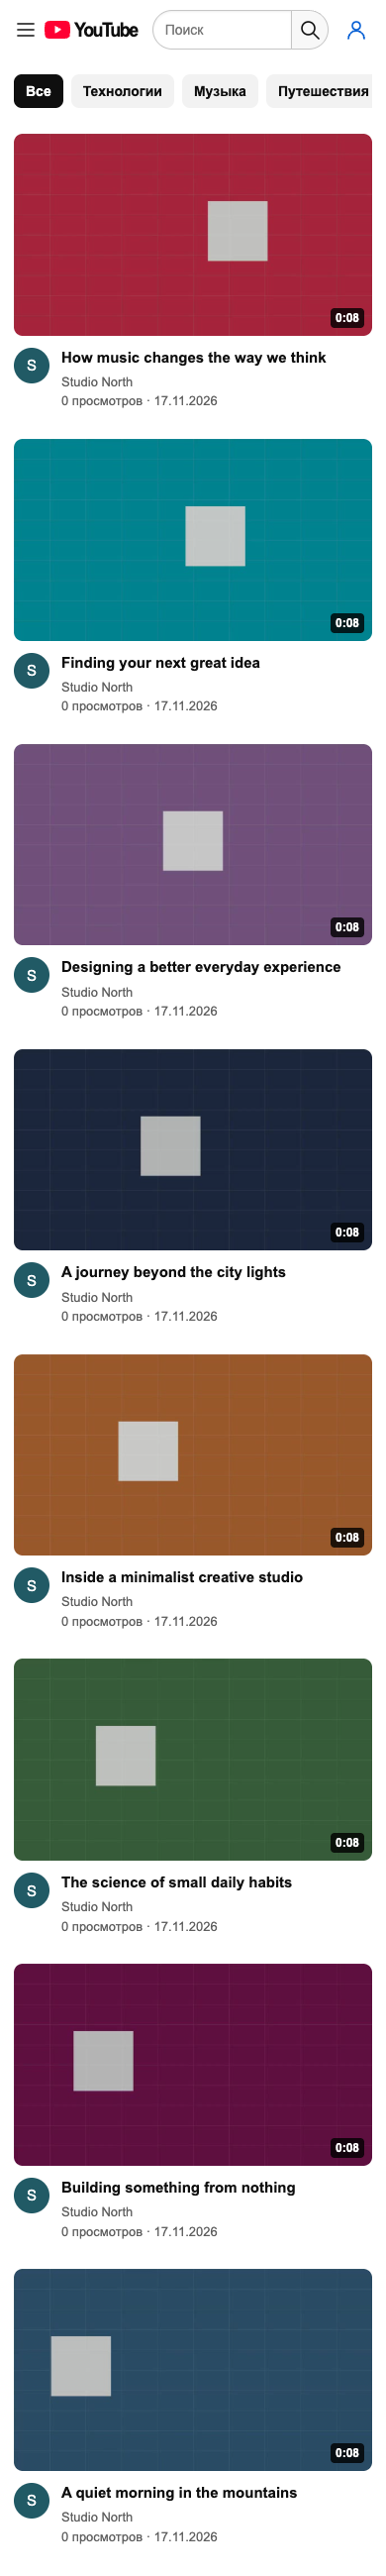 YouTube
Поиск
Все Технологии Музыка Путешествия
0:08
S
How music changes the way we think
Studio North
0 просмотров · 17.11.2026
0:08
S
Finding your next great idea
Studio North
0 просмотров · 17.11.2026
0:08
S
Designing a better everyday experience
Studio North
0 просмотров · 17.11.2026
0:08
S
A journey beyond the city lights
Studio North
0 просмотров · 17.11.2026
0:08
S
Inside a minimalist creative studio
Studio North
0 просмотров · 17.11.2026
0:08
S
The science of small daily habits
Studio North
0 просмотров · 17.11.2026
0:08
S
Building something from nothing
Studio North
0 просмотров · 17.11.2026
0:08
S
A quiet morning in the mountains
Studio North
0 просмотров · 17.11.2026